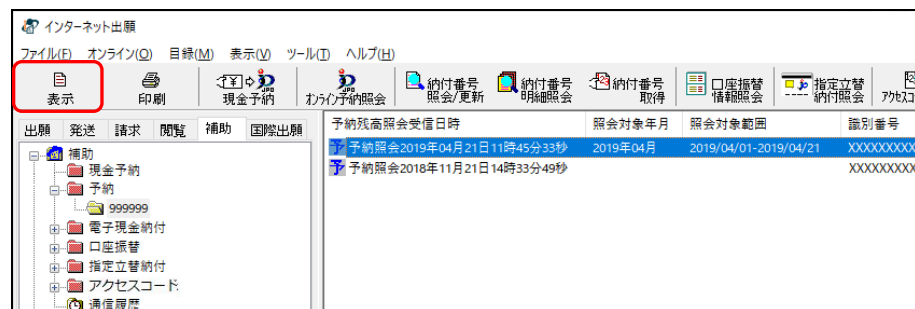 インターネット出願
ファイル(F) オンライン(O) 目録(M) 表示(V) ツール(T) ヘルプ(H)
表示
印刷
現金予納
オンライン予納照会
納付番号
照会/更新
納付番号
明細照会
納付番号
取得
口座振替
情報照会
指定立替
納付照会
出願 発送 請求 閲覧 補助 国際出願
予納残高照会受信日時 照会対象年月 照会対象範囲 識別番号
予納照会2019年04月21日11時45分33秒 2019年04月 2019/04/01-2019/04/21 XXXXXXXXX
予納照会2018年11月21日14時33分49秒 XXXXXXXXX
補助
現金予納
予納
999999
電子現金納付
口座振替
指定立替納付
アクセスコード
通信履歴